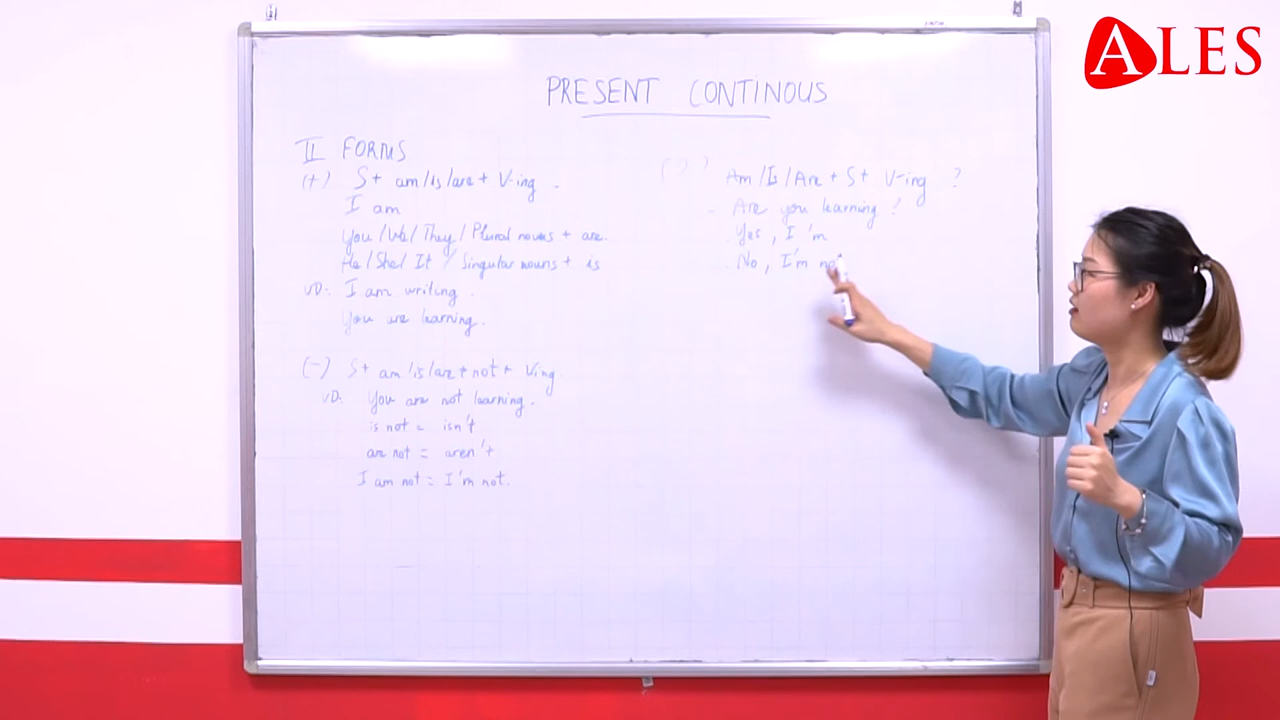 ALES
PRESENT CONTINOUS
II FORMS
(+) S+ am/is/are + V-ing.
I am
You/We/They/Plural nouns + are.
He/She/It/Singular nouns + is
VD: I am writing.
You are learning.
(-) S+ am/is/are + not + Ving.
VD: You are not learning.
is not = isn't
are not = aren't
I am not = I'm not.
(?) Am/Is/Are + S+ V-ing ?
- Are you learning?
. Yes, I'm
. No, I'm not